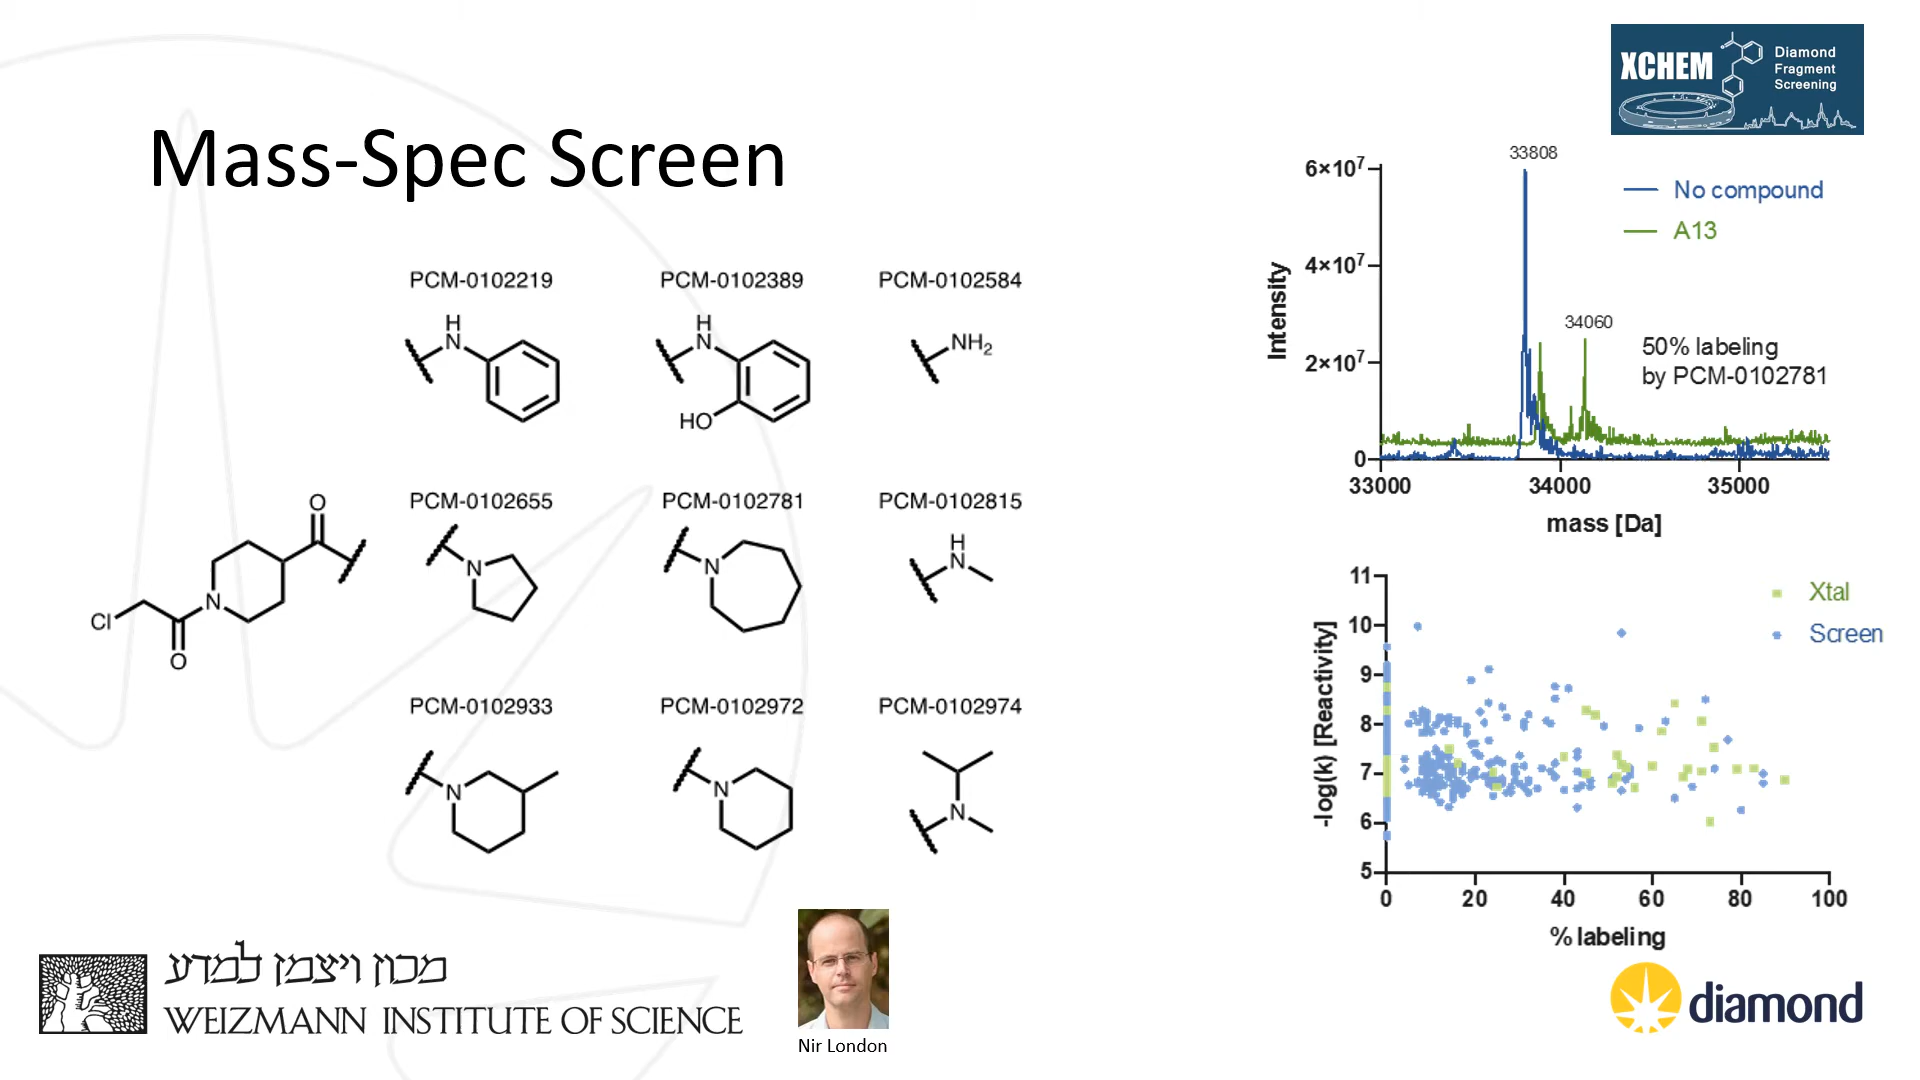 XCHEM
Diamond
Fragment
Screening
Mass-Spec Screen
PCM-0102219
PCM-0102389
PCM-0102584
H
N
H
N
HO
NH₂
PCM-0102655
PCM-0102781
PCM-0102815
N
N
H
N
O
N
Cl
O
PCM-0102933
PCM-0102972
PCM-0102974
N
N
N
33808
6×10⁷
4×10⁷
2×10⁷
0
Intensity
No compound
A13
34060
50% labeling
by PCM-0102781
33000
34000
35000
mass [Da]
11
10
9
8
7
6
5
-log(k) [Reactivity]
Xtal
Screen
0
20
40
60
80
100
% labeling
מכון ויצמן למדע
WEIZMANN INSTITUTE OF SCIENCE
Nir London
diamond